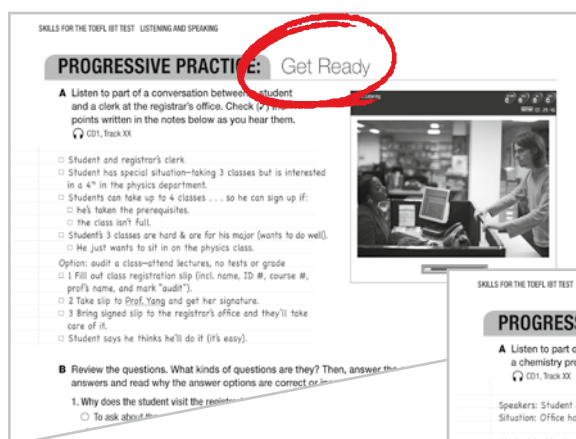 SKILLS FOR THE TOEFL IBT TEST LISTENING AND SPEAKING
PROGRESSIVE PRACTICE: Get Ready
A Listen to part of a conversation between student
and a clerk at the registrar's office. Check (✓) the
points written in the notes below as you hear them.
CD1, Track XX
□ Student and registrar's clerk
□ Student has special situation–taking 3 classes but is interested
in a 4th in the physics department.
□ Students can take up to 4 classes . . . so he can sign up if:
□ he's taken the prerequisites.
□ the class isn't full.
□ Student's 3 classes are hard & are for his major (wants to do well).
□ He just wants to sit in on the physics class.
Option: audit a class–attend lectures, no tests or grade
□ 1 Fill out class registration slip (incl. name, ID #, course #,
prof's name, and mark "audit").
□ 2 Take slip to Prof. Yang and get her signature.
□ 3 Bring signed slip to the registrar's office and they'll take
care of it.
□ Student says he thinks he'll do it (it's easy).
B Review the questions. What kinds of questions are they? Then, answer the
answers and read why the answer options are correct or
1. Why does the student visit the
○ To ask about
SKILLS FOR THE TOEFL IBT TEST
PROGRESS
A Listen to part
a chemistry
CD1, Track XX
Speakers: Student
Situation: Office